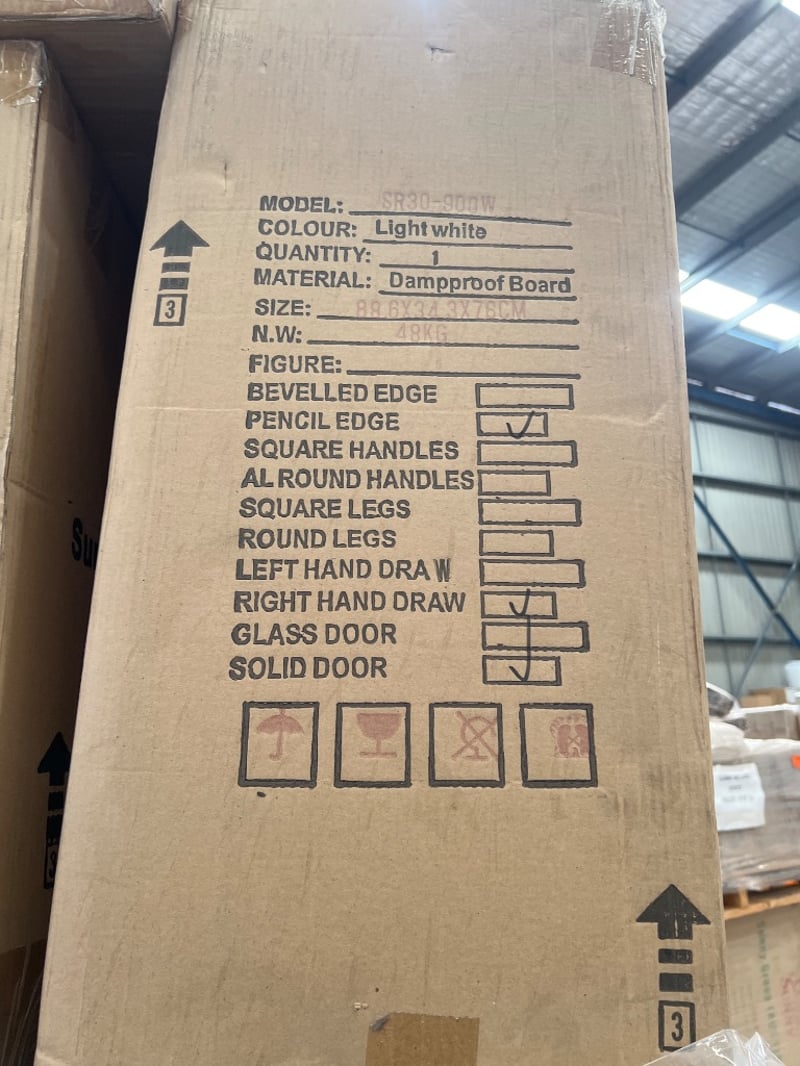 MODEL: SR30-900W
COLOUR: Light white
QUANTITY: 1
MATERIAL: Dampproof Board
SIZE: 88.6X34.3X76CM
N.W: 48KG
FIGURE:
BEVELLED EDGE
PENCIL EDGE
SQUARE HANDLES
AL ROUND HANDLES
SQUARE LEGS
ROUND LEGS
LEFT HAND DRAW
RIGHT HAND DRAW
GLASS DOOR
SOLID DOOR
3
3